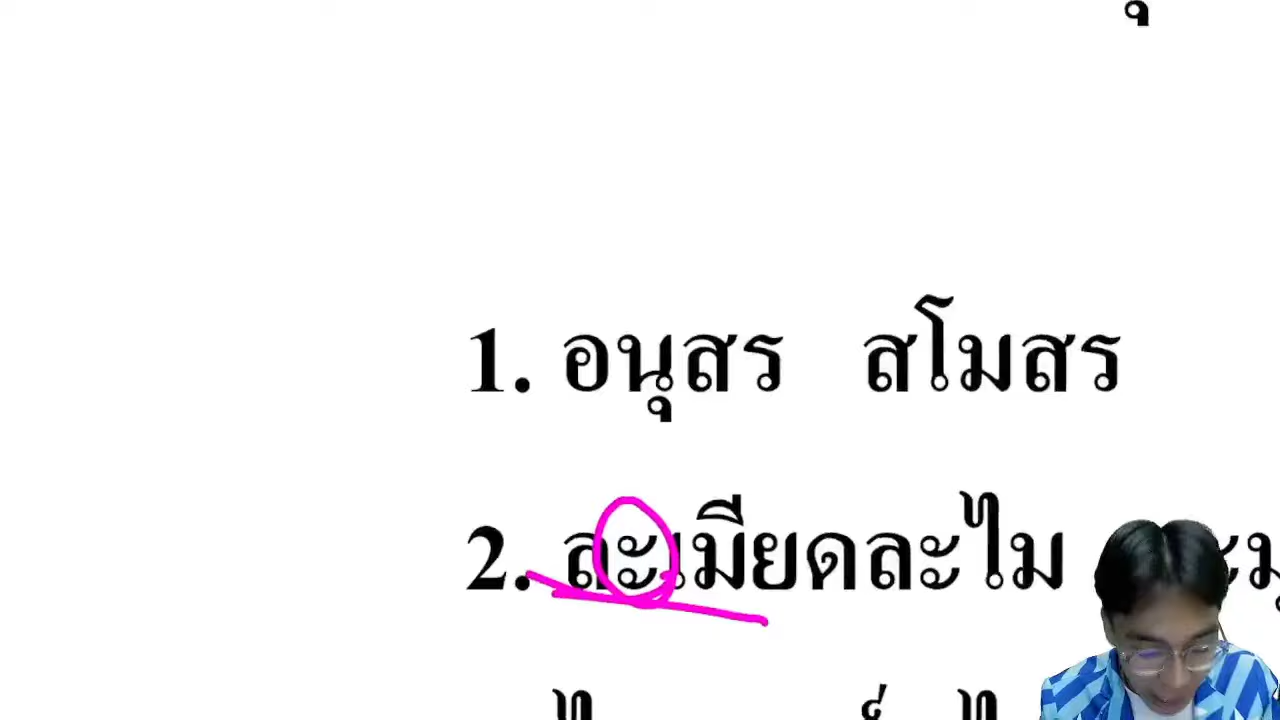 1. อนุสร สโมสร
2. ละเมียดละไม